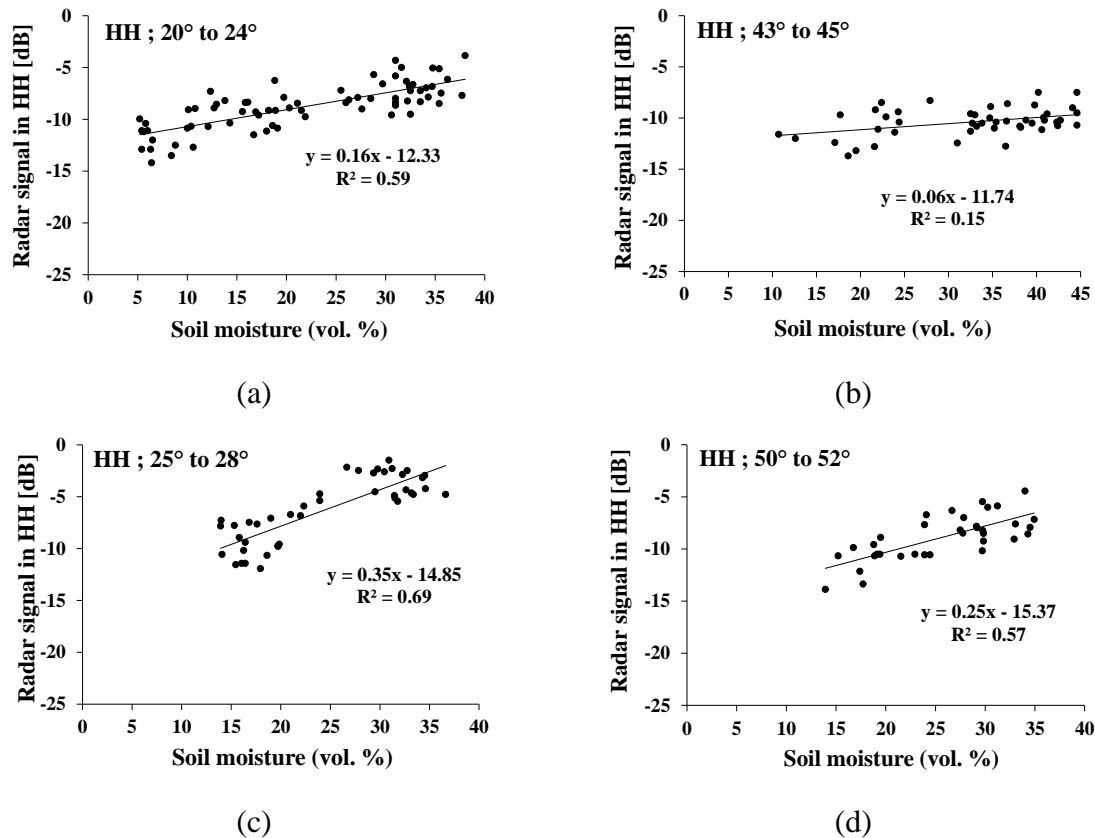 HH ; 20° to 24°
Radar signal in HH [dB]
0
-5
-10
-15
-20
-25
y = 0.16x - 12.33
R² = 0.59
0 5 10 15 20 25 30 35 40
Soil moisture (vol. %)
(a)
HH ; 43° to 45°
Radar signal in HH [dB]
0
-5
-10
-15
-20
-25
y = 0.06x - 11.74
R² = 0.15
0 5 10 15 20 25 30 35 40 45
Soil moisture (vol. %)
(b)
HH ; 25° to 28°
Radar signal in HH [dB]
0
-5
-10
-15
-20
-25
y = 0.35x - 14.85
R² = 0.69
0 5 10 15 20 25 30 35 40
Soil moisture (vol. %)
(c)
HH ; 50° to 52°
Radar signal in HH [dB]
0
-5
-10
-15
-20
-25
y = 0.25x - 15.37
R² = 0.57
0 5 10 15 20 25 30 35 40
Soil moisture (vol. %)
(d)